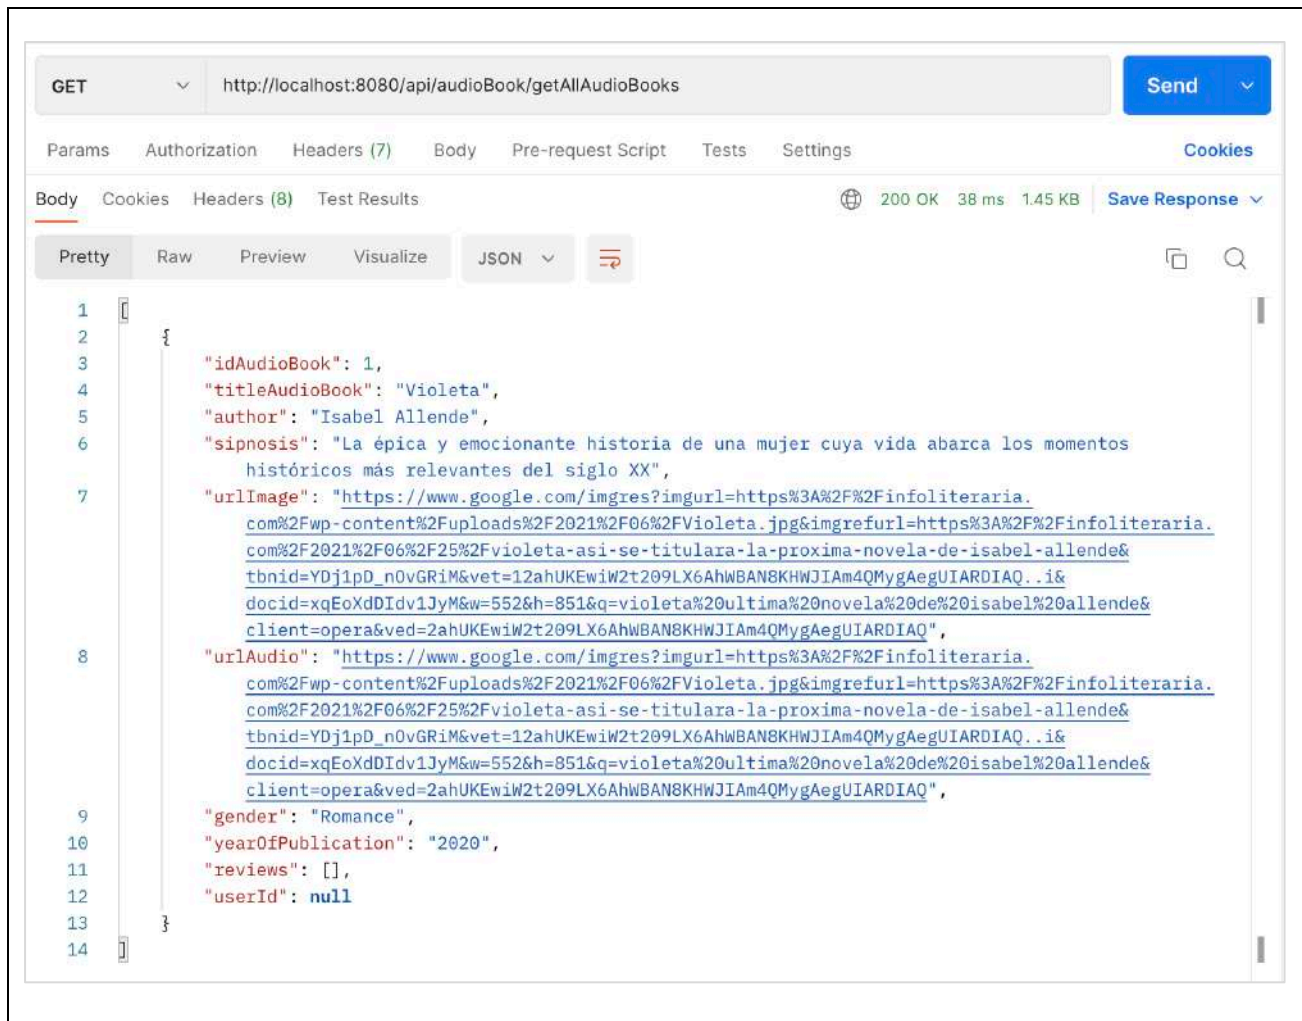 GET http://localhost:8080/api/audioBook/getAllAudioBooks Send
Params Authorization Headers (7) Body Pre-request Script Tests Settings Cookies
Body Cookies Headers (8) Test Results 200 OK 38 ms 1.45 KB Save Response
Pretty Raw Preview Visualize JSON
1 [
2 {
3 "idAudioBook": 1,
4 "titleAudioBook": "Violeta",
5 "author": "Isabel Allende",
6 "sipnosis": "La épica y emocionante historia de una mujer cuya vida abarca los momentos
históricos más relevantes del siglo XX",
7 "urlImage": "https://www.google.com/imgres?imgurl=https%3A%2F%2Finfoliteraria.
com%2Fwp-content%2Fuploads%2F2021%2F06%2FVioleta.jpg&imgrefurl=https%3A%2F%2Finfoliteraria.
com%2F2021%2F06%2F25%2Fvioleta-asi-se-titulara-la-proxima-novela-de-isabel-allende&
tbnid=YDj1pD_nOvGRiM&vet=12ahUKEwiW2t209LX6AhWBAN8KHWJIAm4QMygAegUIARDIAQ..i&
docid=xqEoXdDIdv1JyM&w=552&h=851&q=violeta%20ultima%20novela%20de%20isabel%20allende&
client=opera&ved=2ahUKEwiW2t209LX6AhWBAN8KHWJIAm4QMygAegUIARDIAQ",
8 "urlAudio": "https://www.google.com/imgres?imgurl=https%3A%2F%2Finfoliteraria.
com%2Fwp-content%2Fuploads%2F2021%2F06%2FVioleta.jpg&imgrefurl=https%3A%2F%2Finfoliteraria.
com%2F2021%2F06%2F25%2Fvioleta-asi-se-titulara-la-proxima-novela-de-isabel-allende&
tbnid=YDj1pD_nOvGRiM&vet=12ahUKEwiW2t209LX6AhWBAN8KHWJIAm4QMygAegUIARDIAQ..i&
docid=xqEoXdDIdv1JyM&w=552&h=851&q=violeta%20ultima%20novela%20de%20isabel%20allende&
client=opera&ved=2ahUKEwiW2t209LX6AhWBAN8KHWJIAm4QMygAegUIARDIAQ",
9 "gender": "Romance",
10 "yearOfPublication": "2020",
11 "reviews": [],
12 "userId": null
13 }
14 ]